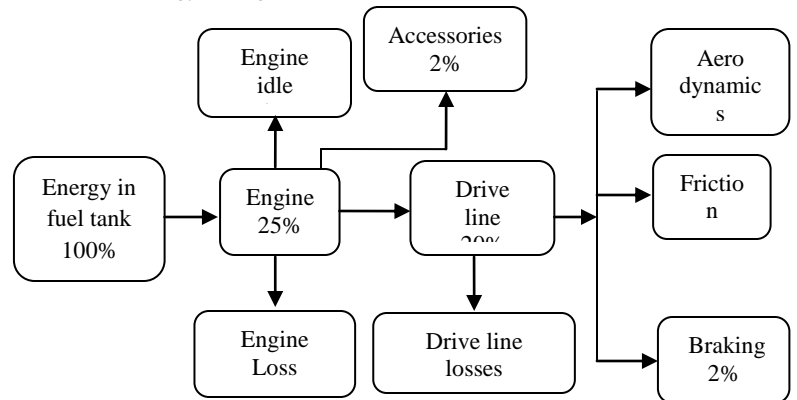 Accessories
2%
Engine
idle
Aero
dynamic
s
Energy in
fuel tank
100%
Engine
25%
Drive
line
Frictio
n
Engine
Loss
Drive line
losses
Braking
2%